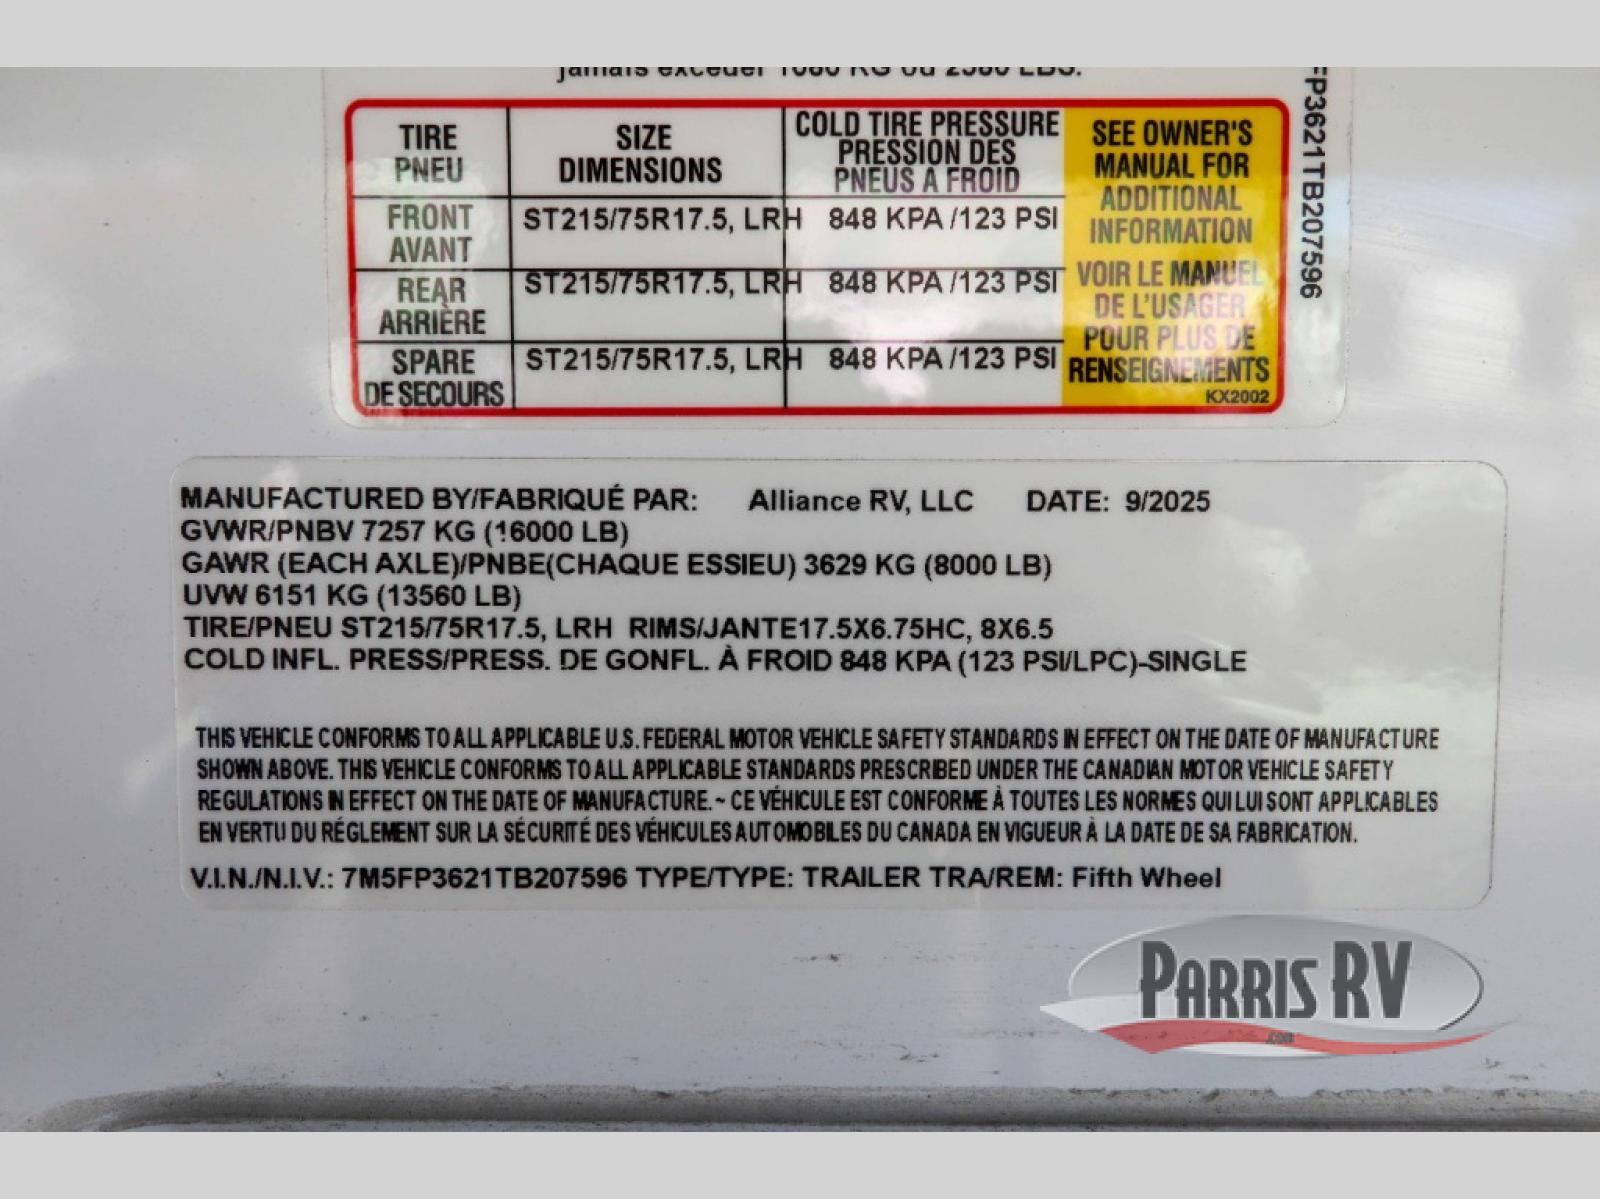 jamais excéder 1080 KG ou 2380 LBS.
TIRE
PNEU
SIZE
DIMENSIONS
COLD TIRE PRESSURE
PRESSION DES
PNEUS A FROID
FRONT
AVANT
ST215/75R17.5, LRH
848 KPA /123 PSI
REAR
ARRIÈRE
ST215/75R17.5, LRH
848 KPA /123 PSI
SPARE
DE SECOURS
ST215/75R17.5, LRH
848 KPA /123 PSI
SEE OWNER'S
MANUAL FOR
ADDITIONAL
INFORMATION
VOIR LE MANUEL
DE L'USAGER
POUR PLUS DE
RENSEIGNEMENTS
KX2002
FP3621TB207596
MANUFACTURED BY/FABRIQUÉ PAR: Alliance RV, LLC DATE: 9/2025
GVWR/PNBV 7257 KG (16000 LB)
GAWR (EACH AXLE)/PNBE(CHAQUE ESSIEU) 3629 KG (8000 LB)
UVW 6151 KG (13560 LB)
TIRE/PNEU ST215/75R17.5, LRH RIMS/JANTE17.5X6.75HC, 8X6.5
COLD INFL. PRESS/PRESS. DE GONFL. À FROID 848 KPA (123 PSI/LPC)-SINGLE
THIS VEHICLE CONFORMS TO ALL APPLICABLE U.S. FEDERAL MOTOR VEHICLE SAFETY STANDARDS IN EFFECT ON THE DATE OF MANUFACTURE
SHOWN ABOVE. THIS VEHICLE CONFORMS TO ALL APPLICABLE STANDARDS PRESCRIBED UNDER THE CANADIAN MOTOR VEHICLE SAFETY
REGULATIONS IN EFFECT ON THE DATE OF MANUFACTURE. ~ CE VÉHICULE EST CONFORME À TOUTES LES NORMES QUI LUI SONT APPLICABLES
EN VERTU DU RÉGLEMENT SUR LA SÉCURITÉ DES VÉHICULES AUTOMOBILES DU CANADA EN VIGUEUR À LA DATE DE SA FABRICATION.
V.I.N./N.I.V.: 7M5FP3621TB207596 TYPE/TYPE: TRAILER TRA/REM: Fifth Wheel
PARRIS RV
.COM